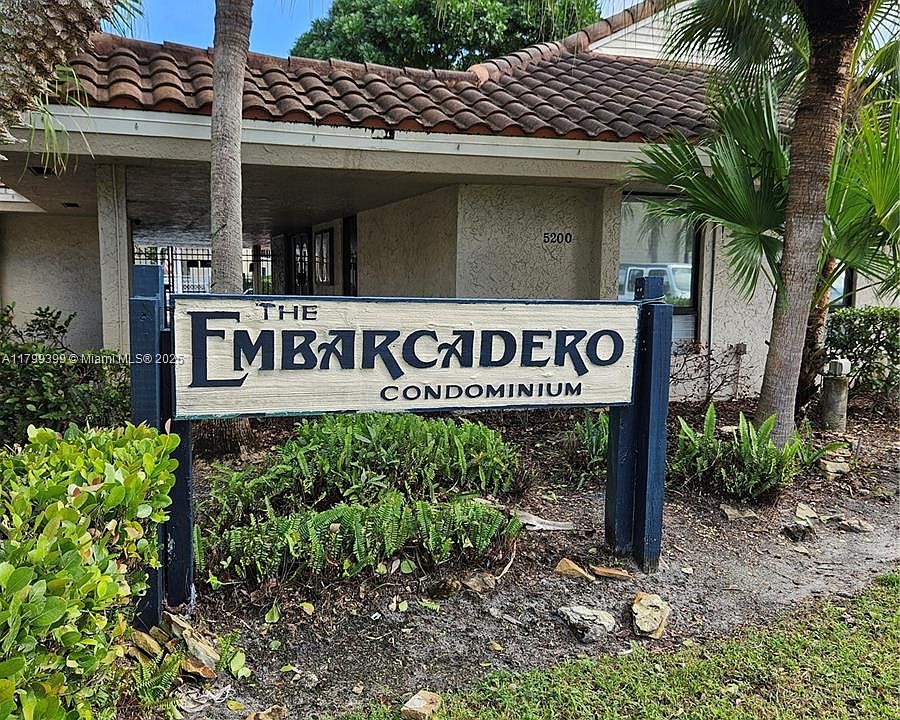 5200
THE
EMBARCADERO
CONDOMINIUM
A11799399 © Miami MLS ® 2025